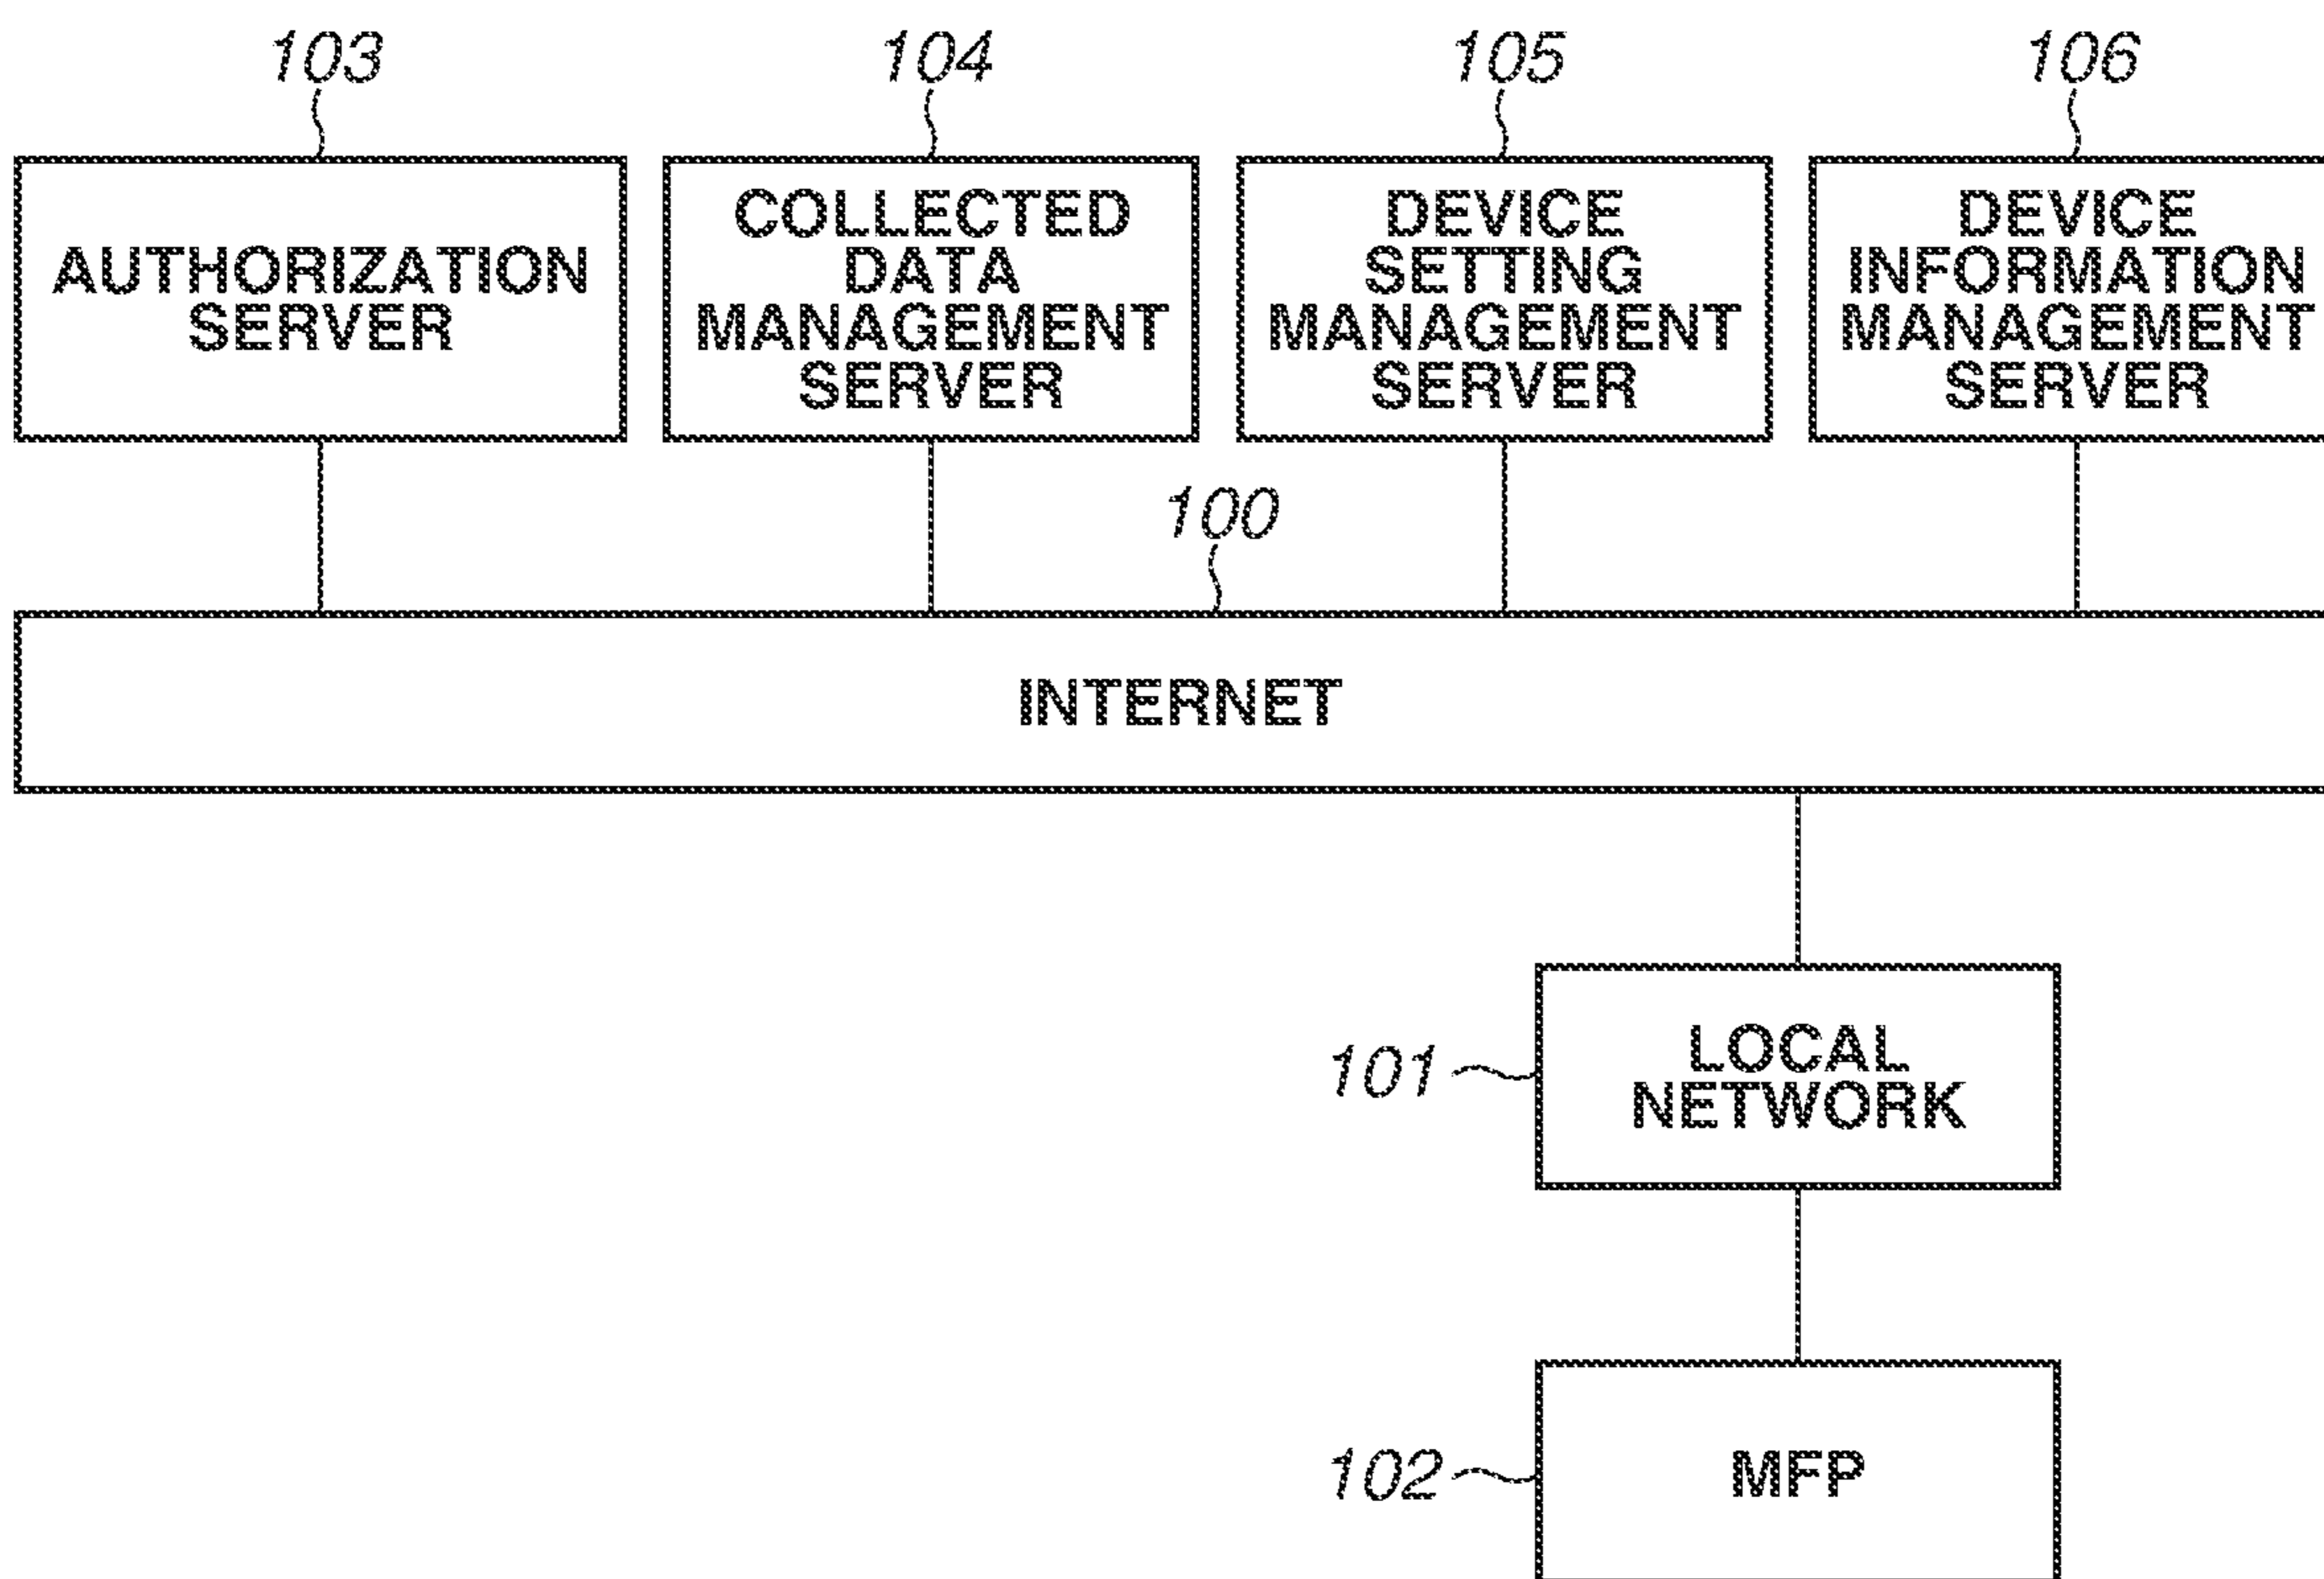 103
104
105
106
AUTHORIZATION
SERVER
COLLECTED
DATA
MANAGEMENT
SERVER
DEVICE
SETTING
MANAGEMENT
SERVER
DEVICE
INFORMATION
MANAGEMENT
SERVER
100
INTERNET
101
LOCAL
NETWORK
102
MFP